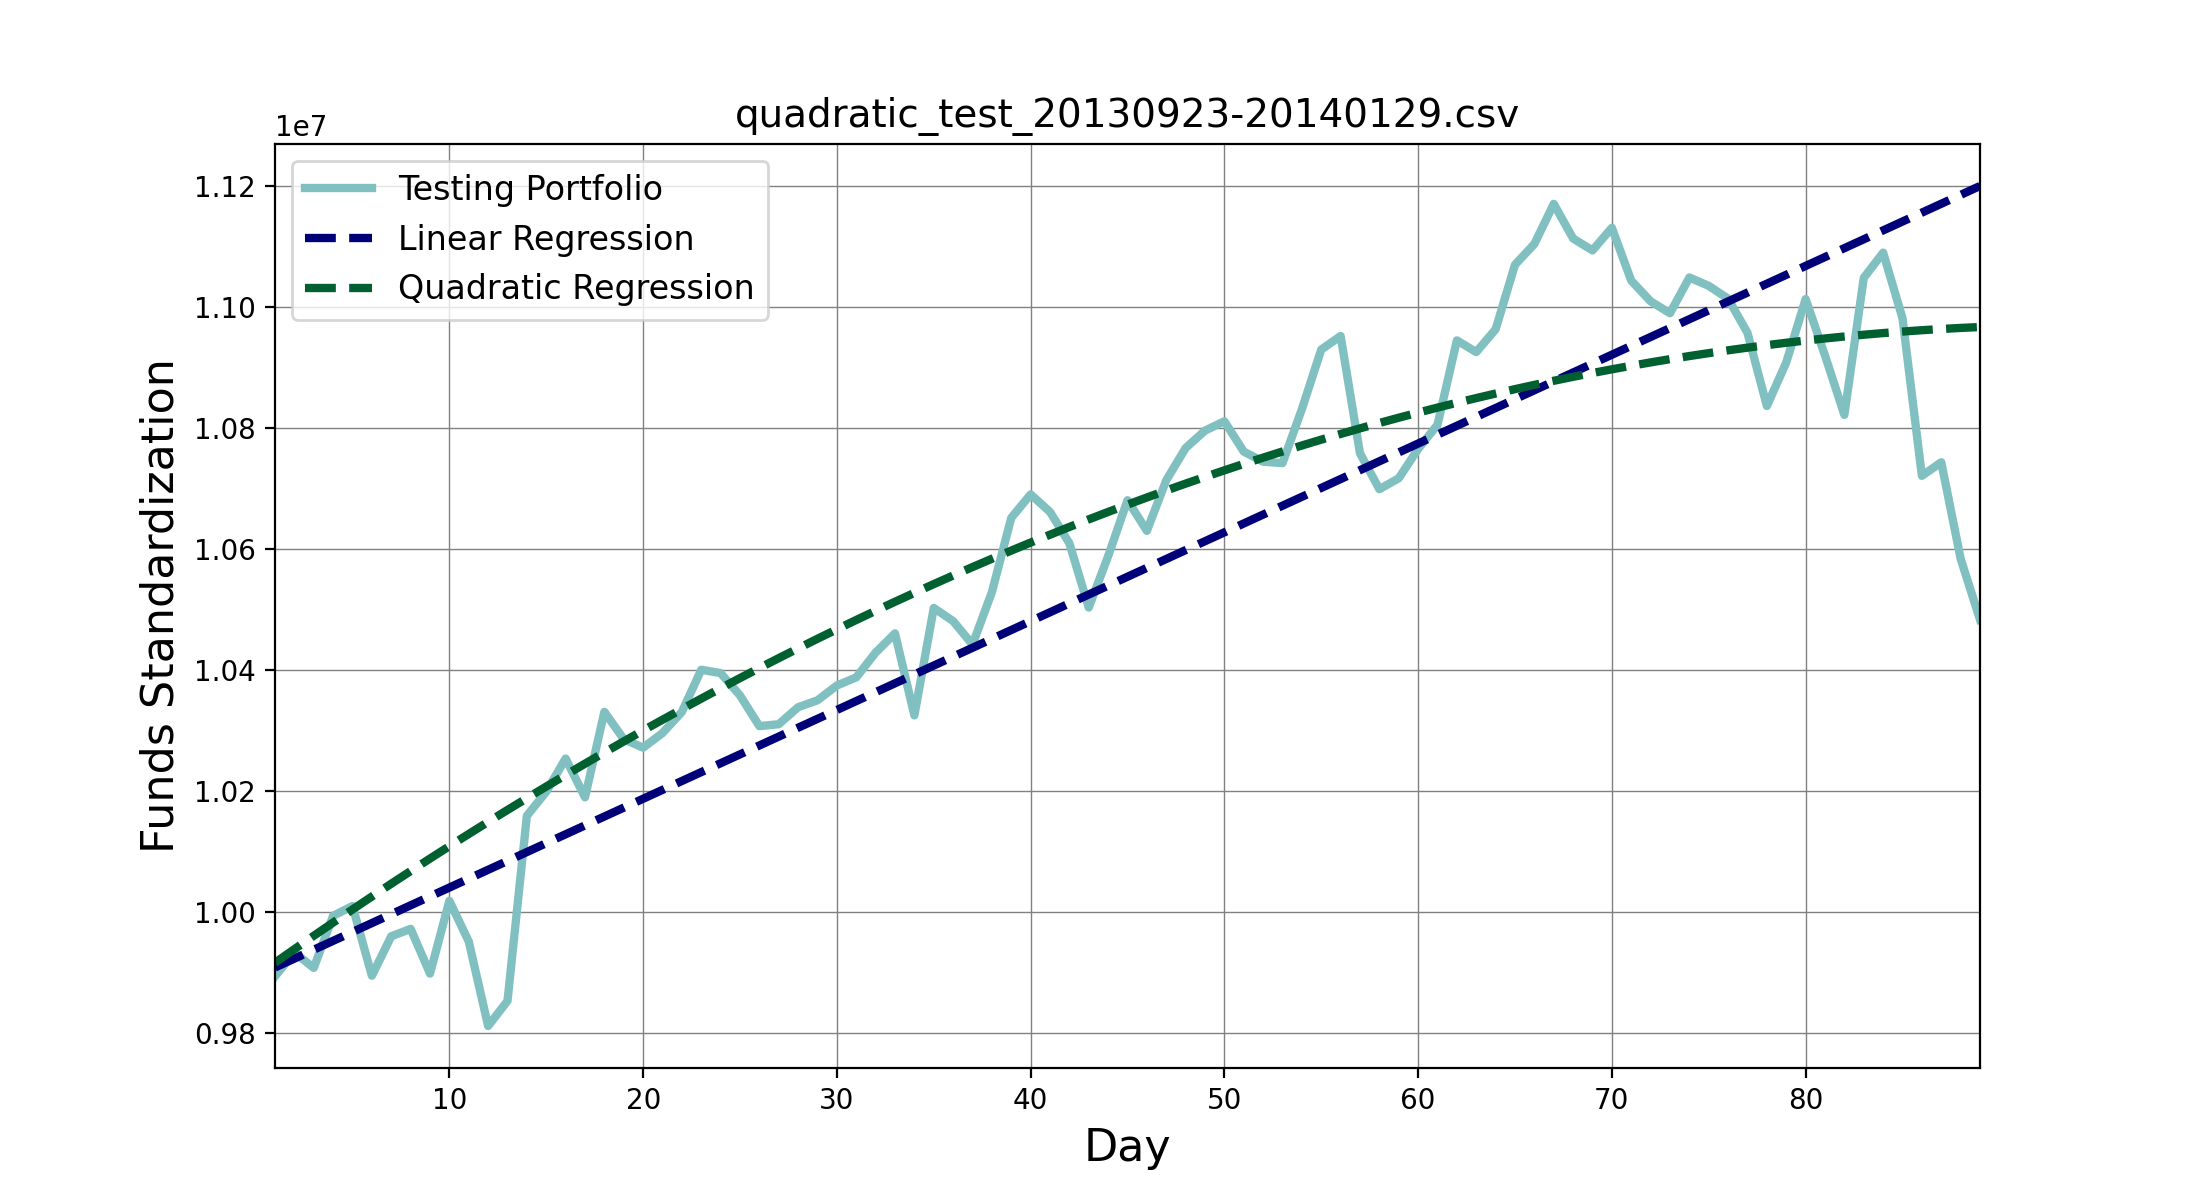 quadratic_test_20130923-20140129.csv
1e7
Testing Portfolio
Linear Regression
Quadratic Regression
Funds Standardization
1.12
1.10
1.08
1.06
1.04
1.02
1.00
0.98
10 20 30 40 50 60 70 80
Day